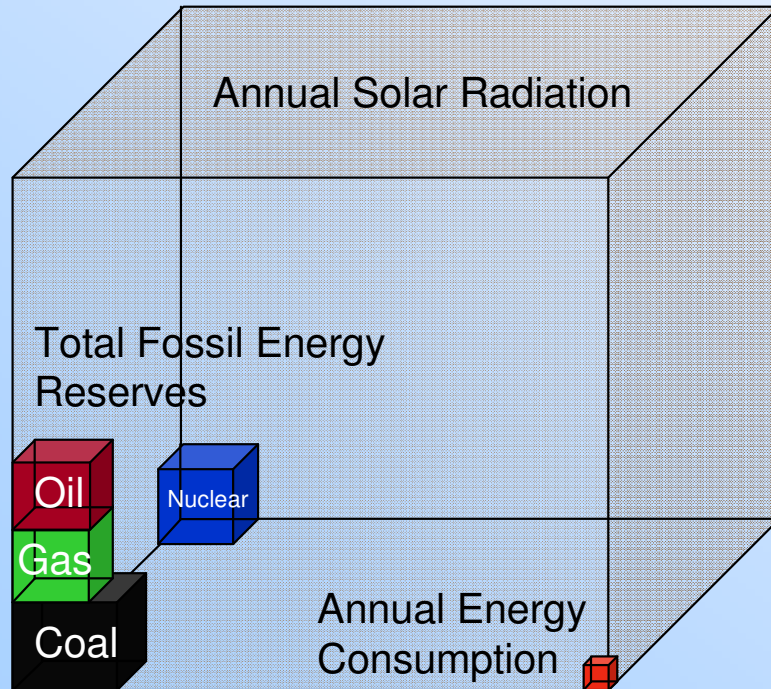 Annual Solar Radiation
Total Fossil Energy
Reserves
Oil
Nuclear
Gas
Coal
Annual Energy
Consumption